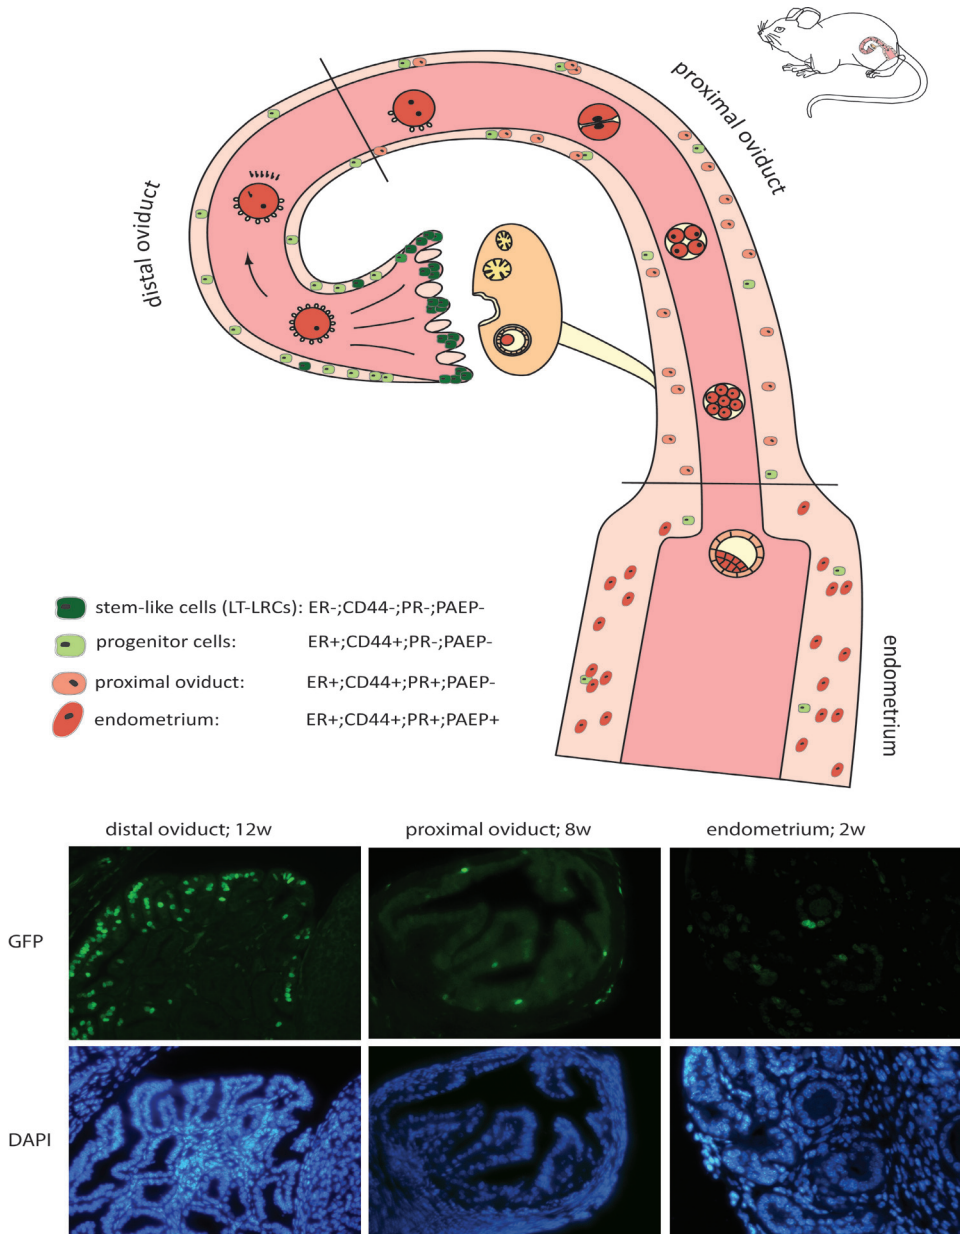 proximal oviduct
distal oviduct
stem-like cells (LT-LRCs): ER-;CD44-;PR-;PAEP-
progenitor cells: ER+;CD44+;PR-;PAEP-
proximal oviduct: ER+;CD44+;PR+;PAEP-
endometrium: ER+;CD44+;PR+;PAEP+
endometrium
distal oviduct; 12w
proximal oviduct; 8w
endometrium; 2w
GFP
DAPI